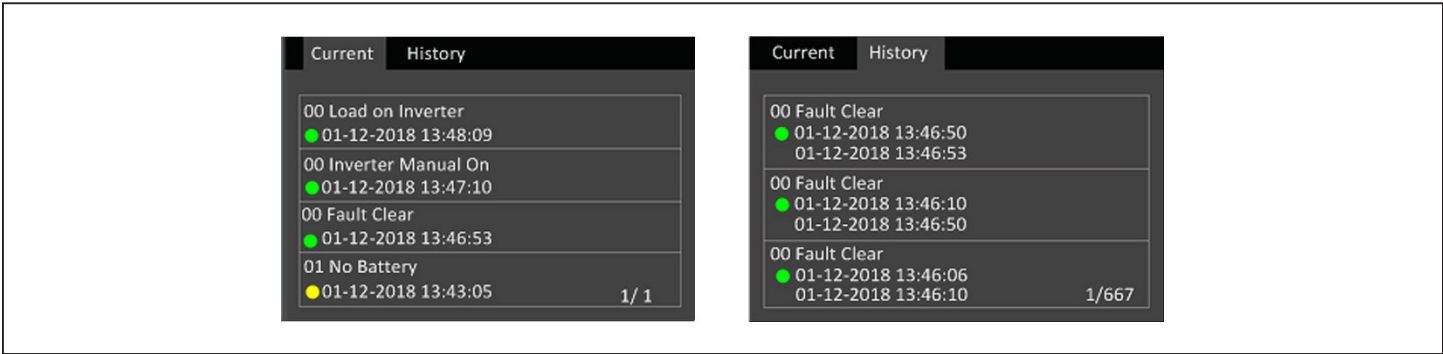 Current History
00 Load on Inverter
01-12-2018 13:48:09
00 Inverter Manual On
01-12-2018 13:47:10
00 Fault Clear
01-12-2018 13:46:53
01 No Battery
01-12-2018 13:43:05
1/ 1
Current History
00 Fault Clear
01-12-2018 13:46:50
01-12-2018 13:46:53
00 Fault Clear
01-12-2018 13:46:10
01-12-2018 13:46:50
00 Fault Clear
01-12-2018 13:46:06
01-12-2018 13:46:10
1/667